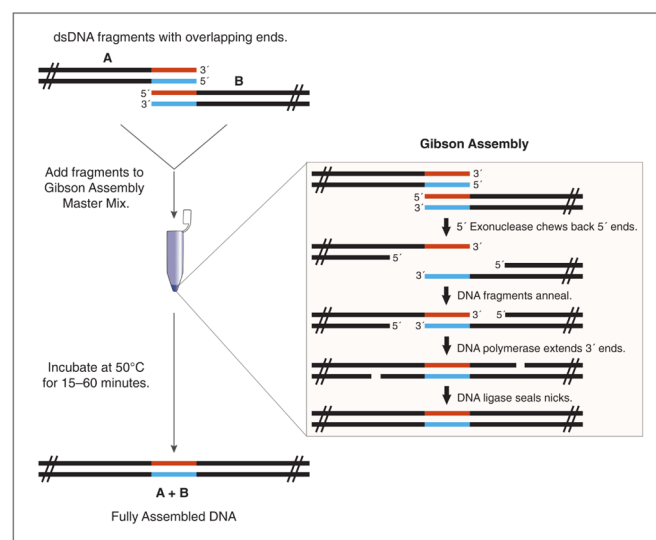 dsDNA fragments with overlapping ends.
A
3´
5´
B
5´
3´
Add fragments to
Gibson Assembly
Master Mix.
Incubate at 50°C
for 15–60 minutes.
A + B
Fully Assembled DNA
Gibson Assembly
3´
5´
5´
3´
5´ Exonuclease chews back 5´ ends.
3´
5´
5´
3´
DNA fragments anneal.
3´ 5´
5´ 3´
DNA polymerase extends 3´ ends.
DNA ligase seals nicks.